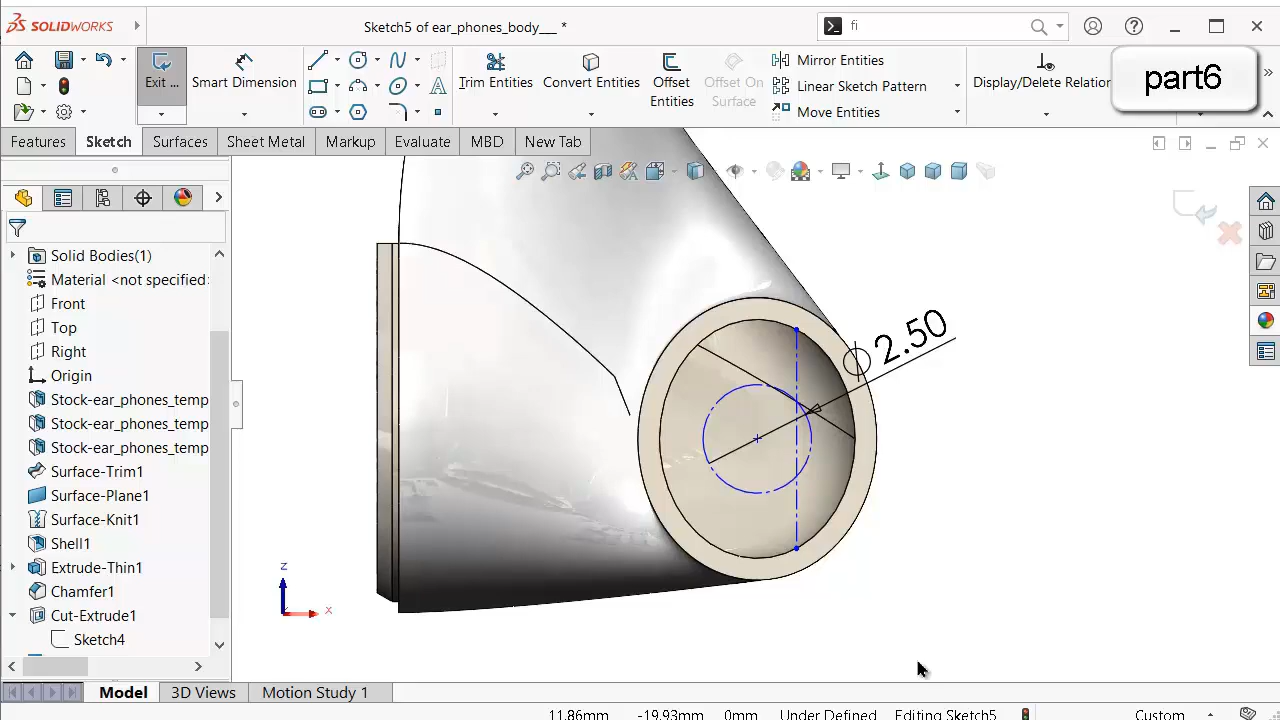 SOLIDWORKS
Sketch5 of ear_phones_body___ *
fi
Exit ...
Smart Dimension
Trim Entities
Convert Entities
Offset Entities
Offset On Surface
Mirror Entities
Linear Sketch Pattern
Move Entities
Display/Delete Relation
part6
Features
Sketch
Surfaces
Sheet Metal
Markup
Evaluate
MBD
New Tab
Solid Bodies(1)
Material <not specified
Front
Top
Right
Origin
Stock-ear_phones_temp
Stock-ear_phones_temp
Stock-ear_phones_temp
Surface-Trim1
Surface-Plane1
Surface-Knit1
Shell1
Extrude-Thin1
Chamfer1
Cut-Extrude1
Sketch4
∅2.50
z
x
Model
3D Views
Motion Study 1
11.88mm -19.93mm 0mm Under Defined Editing Sketch5 Custom